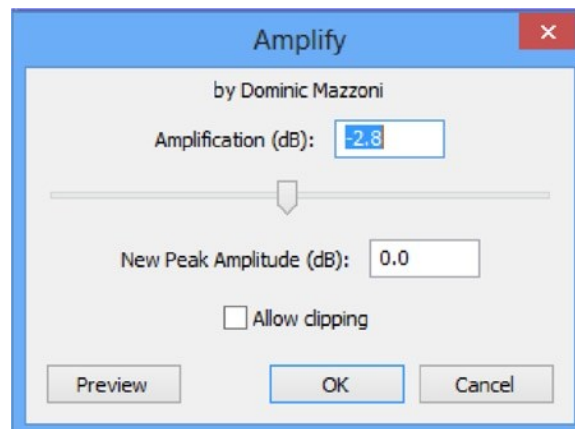 Amplify
by Dominic Mazzoni
Amplification (dB): -2.8
New Peak Amplitude (dB): 0.0
Allow clipping
Preview OK Cancel